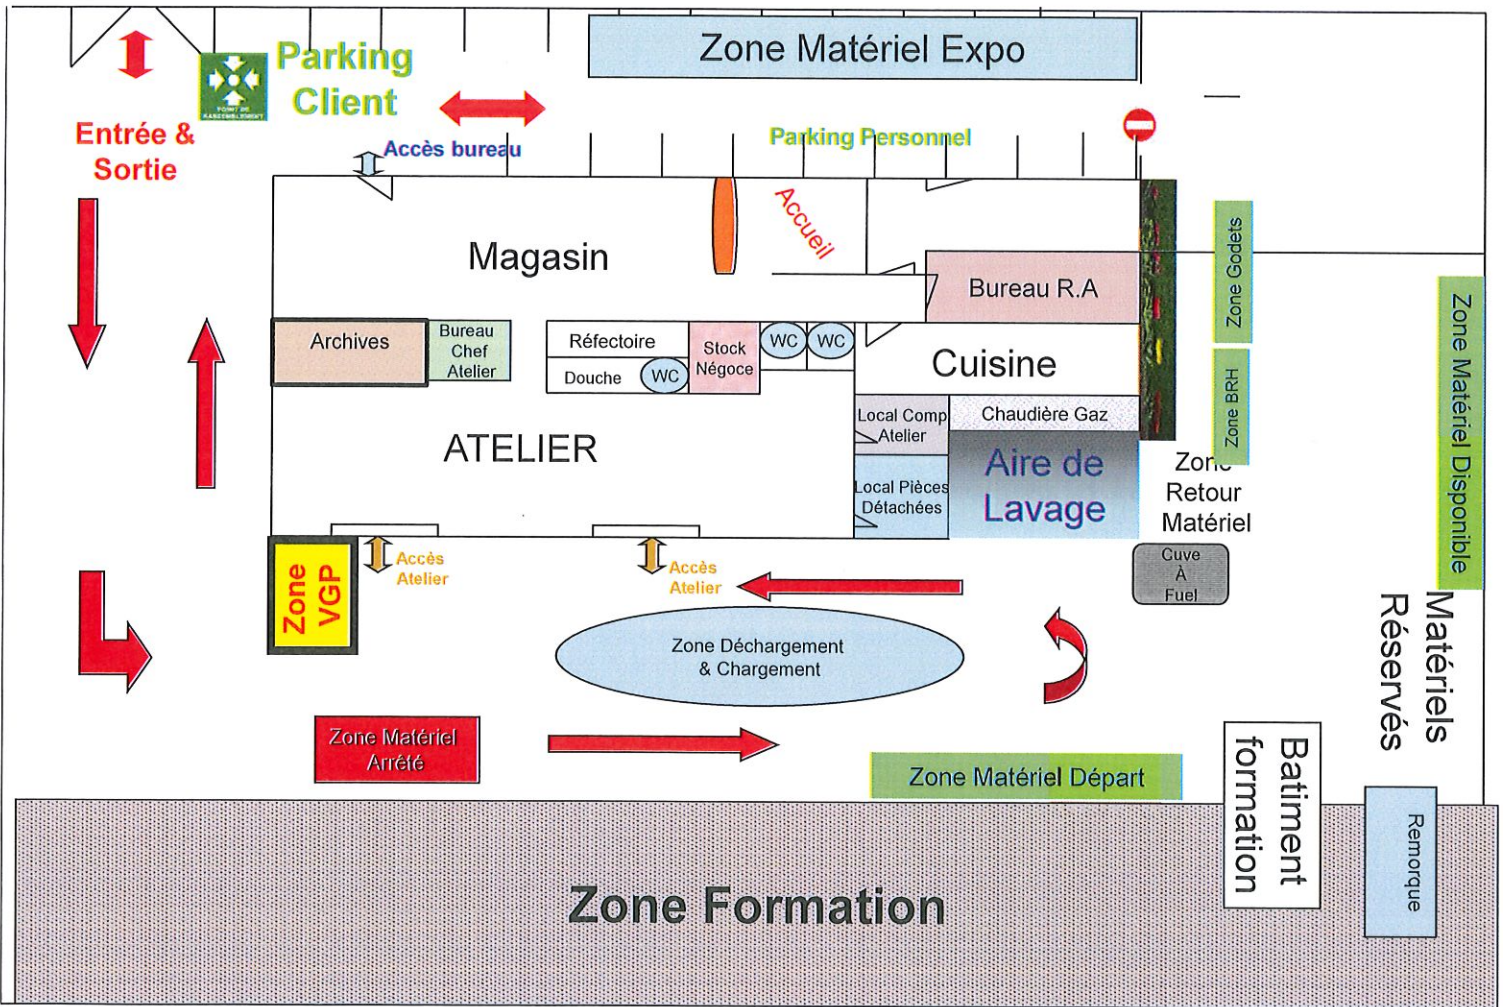 Zone Matériel Expo
Parking
Client
POINT DE
RASSEMBLEMENT
Entrée &
Sortie
Accès bureau
Parking Personnel
Accueil
Magasin
Bureau R.A
Zone Godets
Archives
Bureau
Chef
Atelier
Réfectoire
Douche
WC
Stock
Négoce
WC
WC
Cuisine
Zone BRH
Zone Matériel Disponible
Local Comp
Atelier
Chaudière Gaz
ATELIER
Aire de
Lavage
Local Pièces
Détachées
Zone
Retour
Matériel
Cuve
À
Fuel
Zone
VGP
Accès
Atelier
Accès
Atelier
Zone Déchargement
& Chargement
Matériels
Réservés
Zone Matériel
Arrêté
Zone Matériel Départ
Batiment
formation
Remorque
Zone Formation